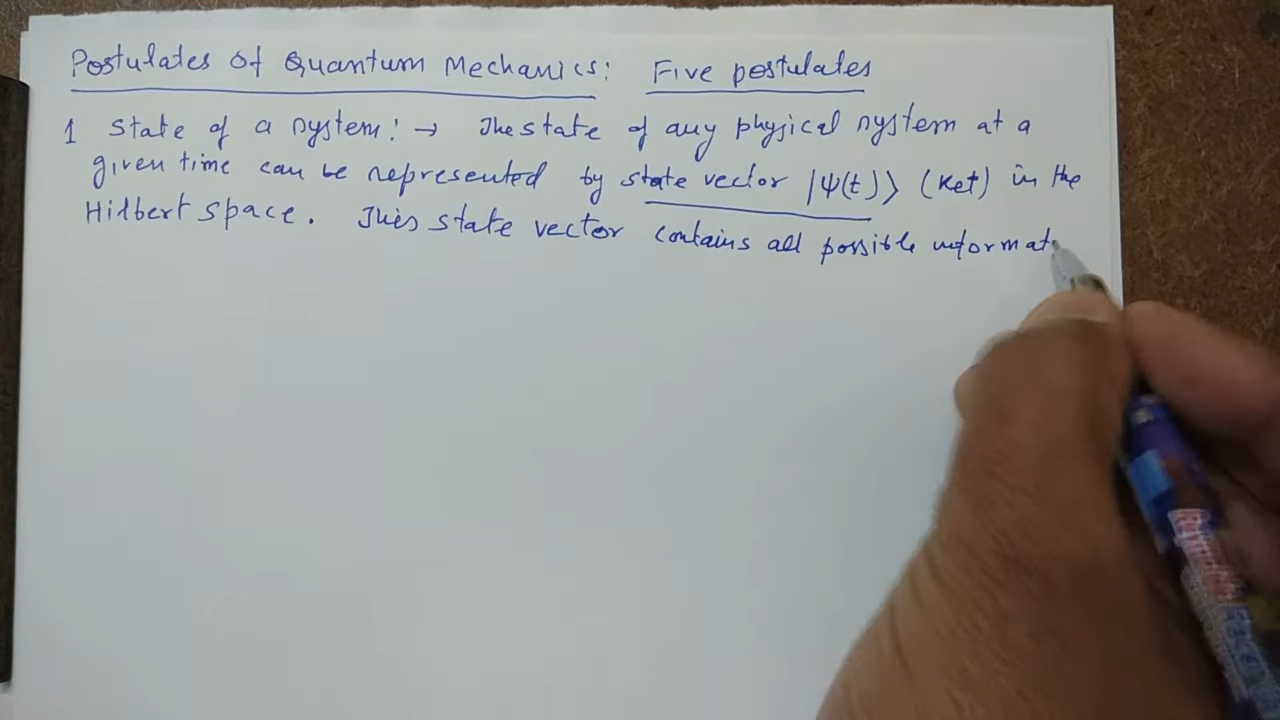 Postulates of Quantum Mechanics: Five postulates
1 State of a system: → The state of any physical system at a
given time can be represented by state vector |Ψ(t)⟩ (Ket) in the
Hilbert space. This state vector contains all possible informat